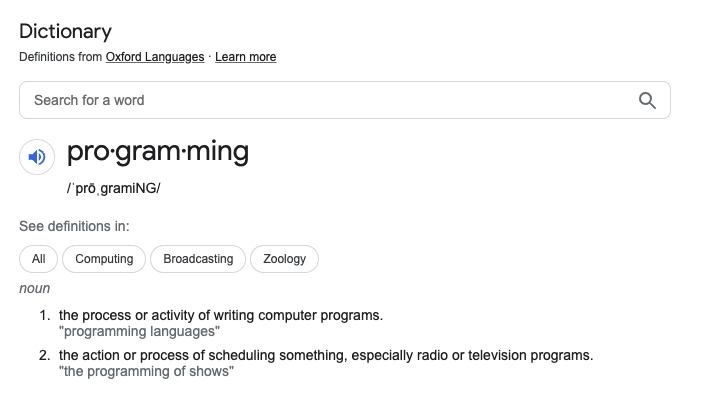 Dictionary
Definitions from Oxford Languages · Learn more
Search for a word
pro·gram·ming
/ˈprōˌɡramiNG/
See definitions in:
All Computing Broadcasting Zoology
noun
1. the process or activity of writing computer programs.
"programming languages"
2. the action or process of scheduling something, especially radio or television programs.
"the programming of shows"